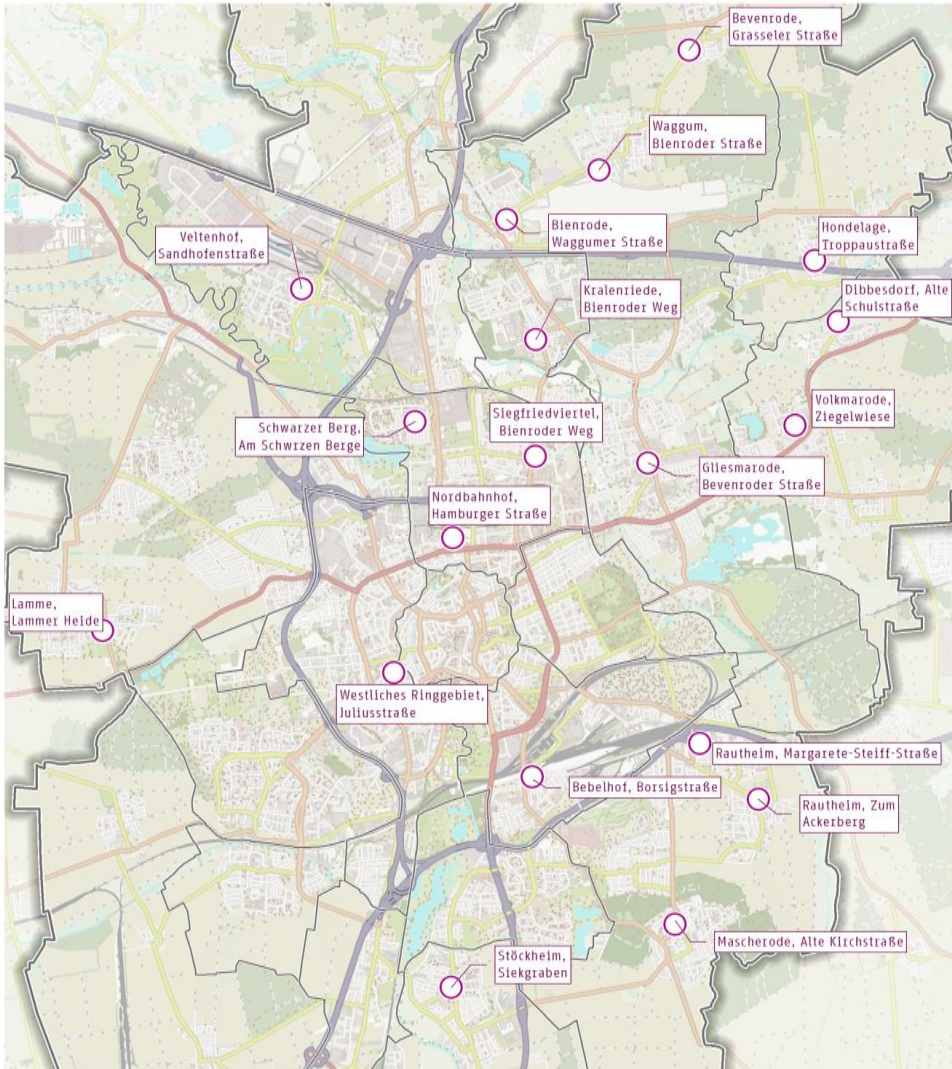 Bevenrode,
Grasseler Straße
Waggum,
Bienroder Straße
Bienrode,
Waggumer Straße
Veltenhof,
Sandhofenstraße
Hondelage,
Troppaustraße
Kralenriede,
Bienroder Weg
Dibbesdorf, Alte
Schulstraße
Volkmarode,
Ziegelwiese
Siegfriedviertel,
Bienroder Weg
Schwarzer Berg,
Am Schwrzen Berge
Gliesmarode,
Bevenroder Straße
Nordbahnhof,
Hamburger Straße
Lamme,
Lammer Heide
Westliches Ringgebiet,
Juliusstraße
Rautheim, Margarete-Steiff-Straße
Bebelhof, Borsigstraße
Rautheim, Zum
Ackerberg
Mascherode, Alte Kirchstraße
Stöckheim,
Siekgraben